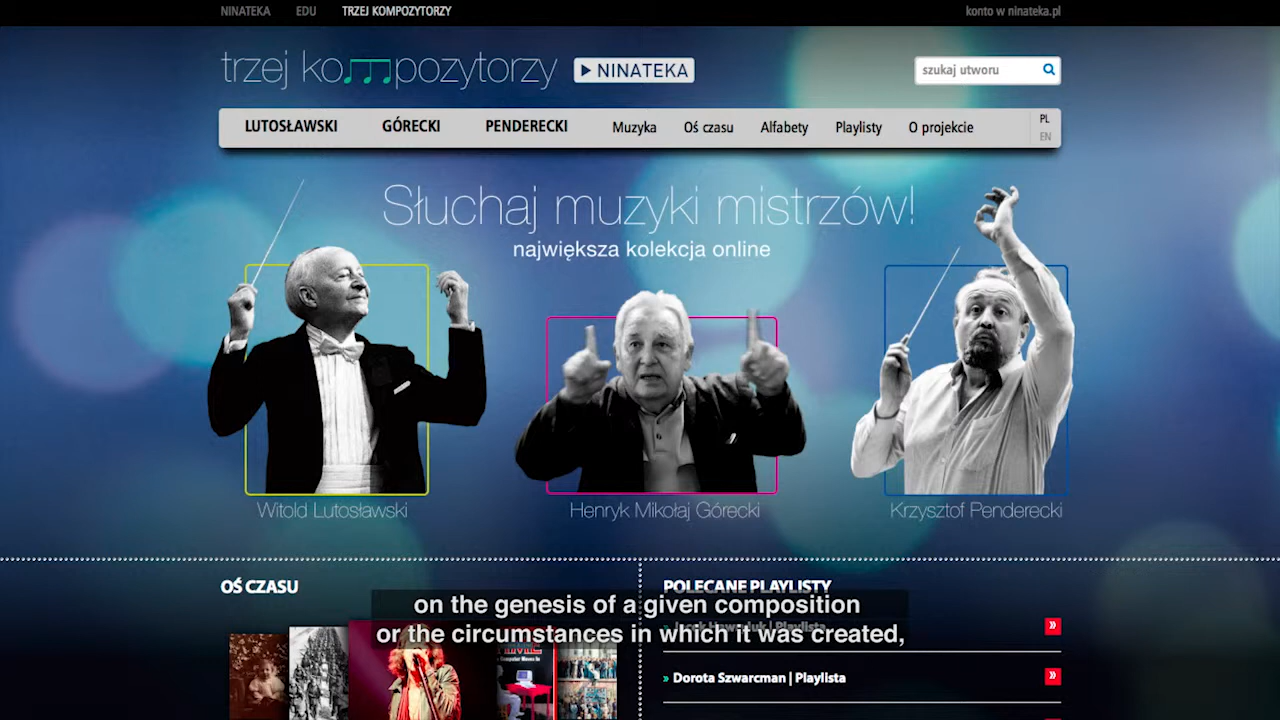 NINATEKA EDU TRZEJ KOMPOZYTORZY konto w ninateka.pl
trzej kompozytorzy NINATEKA szukaj utworu
LUTOSŁAWSKI GÓRECKI PENDERECKI Muzyka Oś czasu Alfabety Playlisty O projekcie PL
EN
Słuchaj muzyki mistrzów!
największa kolekcja online
Witold Lutosławski Henryk Mikołaj Górecki Krzysztof Penderecki
OŚ CZASU POLECANE PLAYLISTY
on the genesis of a given composition
or the circumstances in which it was created,
» Dorota Szwarcman | Playlista »